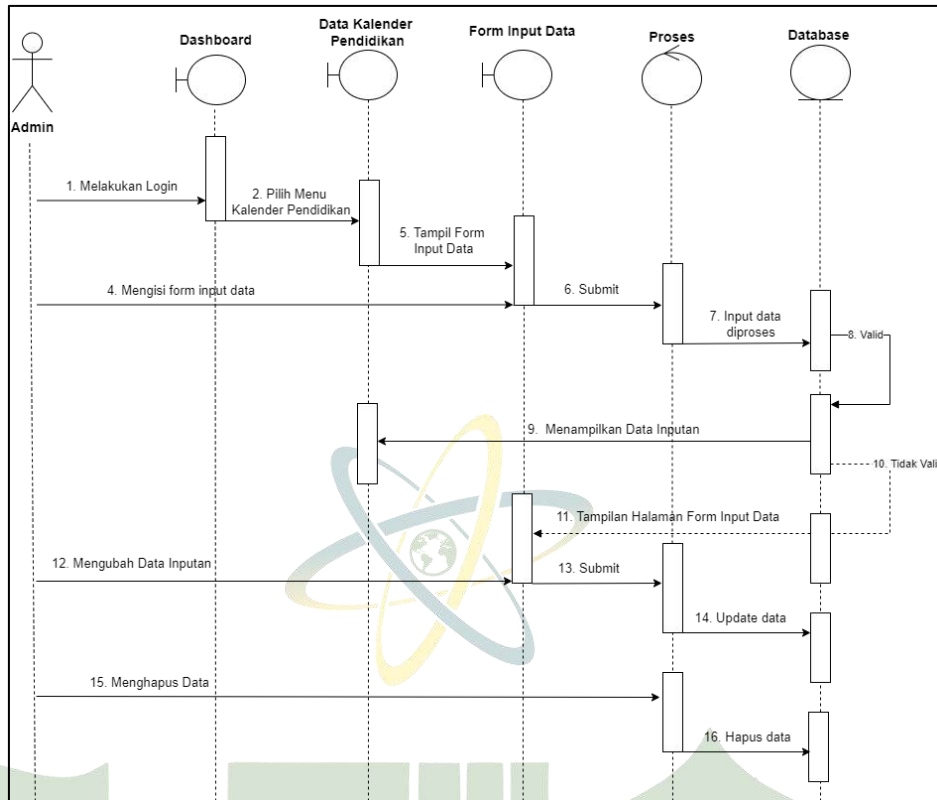 Dashboard
Data Kalender
Pendidikan
Form Input Data
Proses
Database
Admin
1. Melakukan Login
2. Pilih Menu
Kalender Pendidikan
5. Tampil Form
Input Data
4. Mengisi form input data
6. Submit
7. Input data
diproses
8. Valid
9. Menampilkan Data Inputan
10. Tidak Vali
11. Tampilan Halaman Form Input Data
12. Mengubah Data Inputan
13. Submit
14. Update data
15. Menghapus Data
16. Hapus data